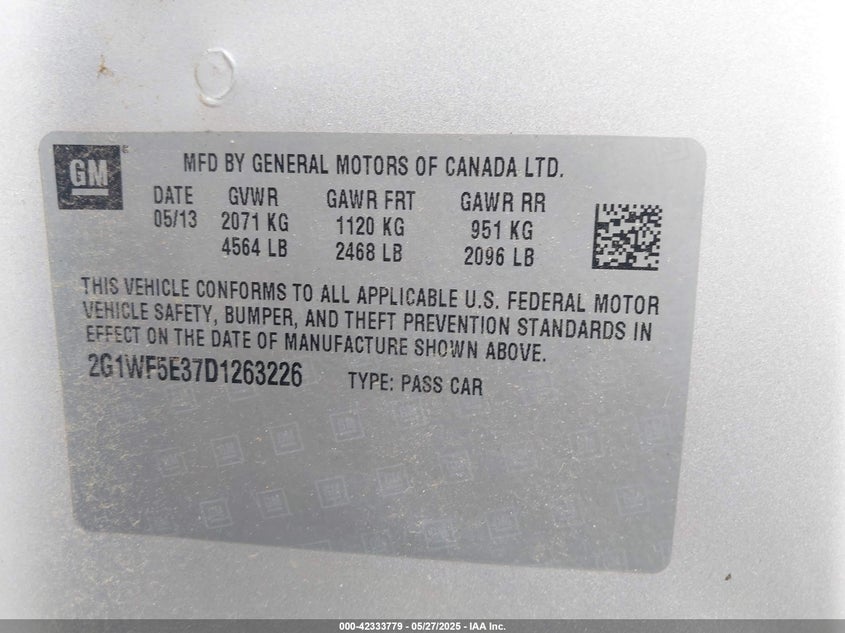 GM
MFD BY GENERAL MOTORS OF CANADA LTD.
DATE GVWR GAWR FRT GAWR RR
05/13 2071 KG 1120 KG 951 KG
4564 LB 2468 LB 2096 LB
THIS VEHICLE CONFORMS TO ALL APPLICABLE U.S. FEDERAL MOTOR
VEHICLE SAFETY, BUMPER, AND THEFT PREVENTION STANDARDS IN
EFFECT ON THE DATE OF MANUFACTURE SHOWN ABOVE.
2G1WF5E37D1263226 TYPE: PASS CAR
000-42333779 - 05/27/2025 - IAA Inc.